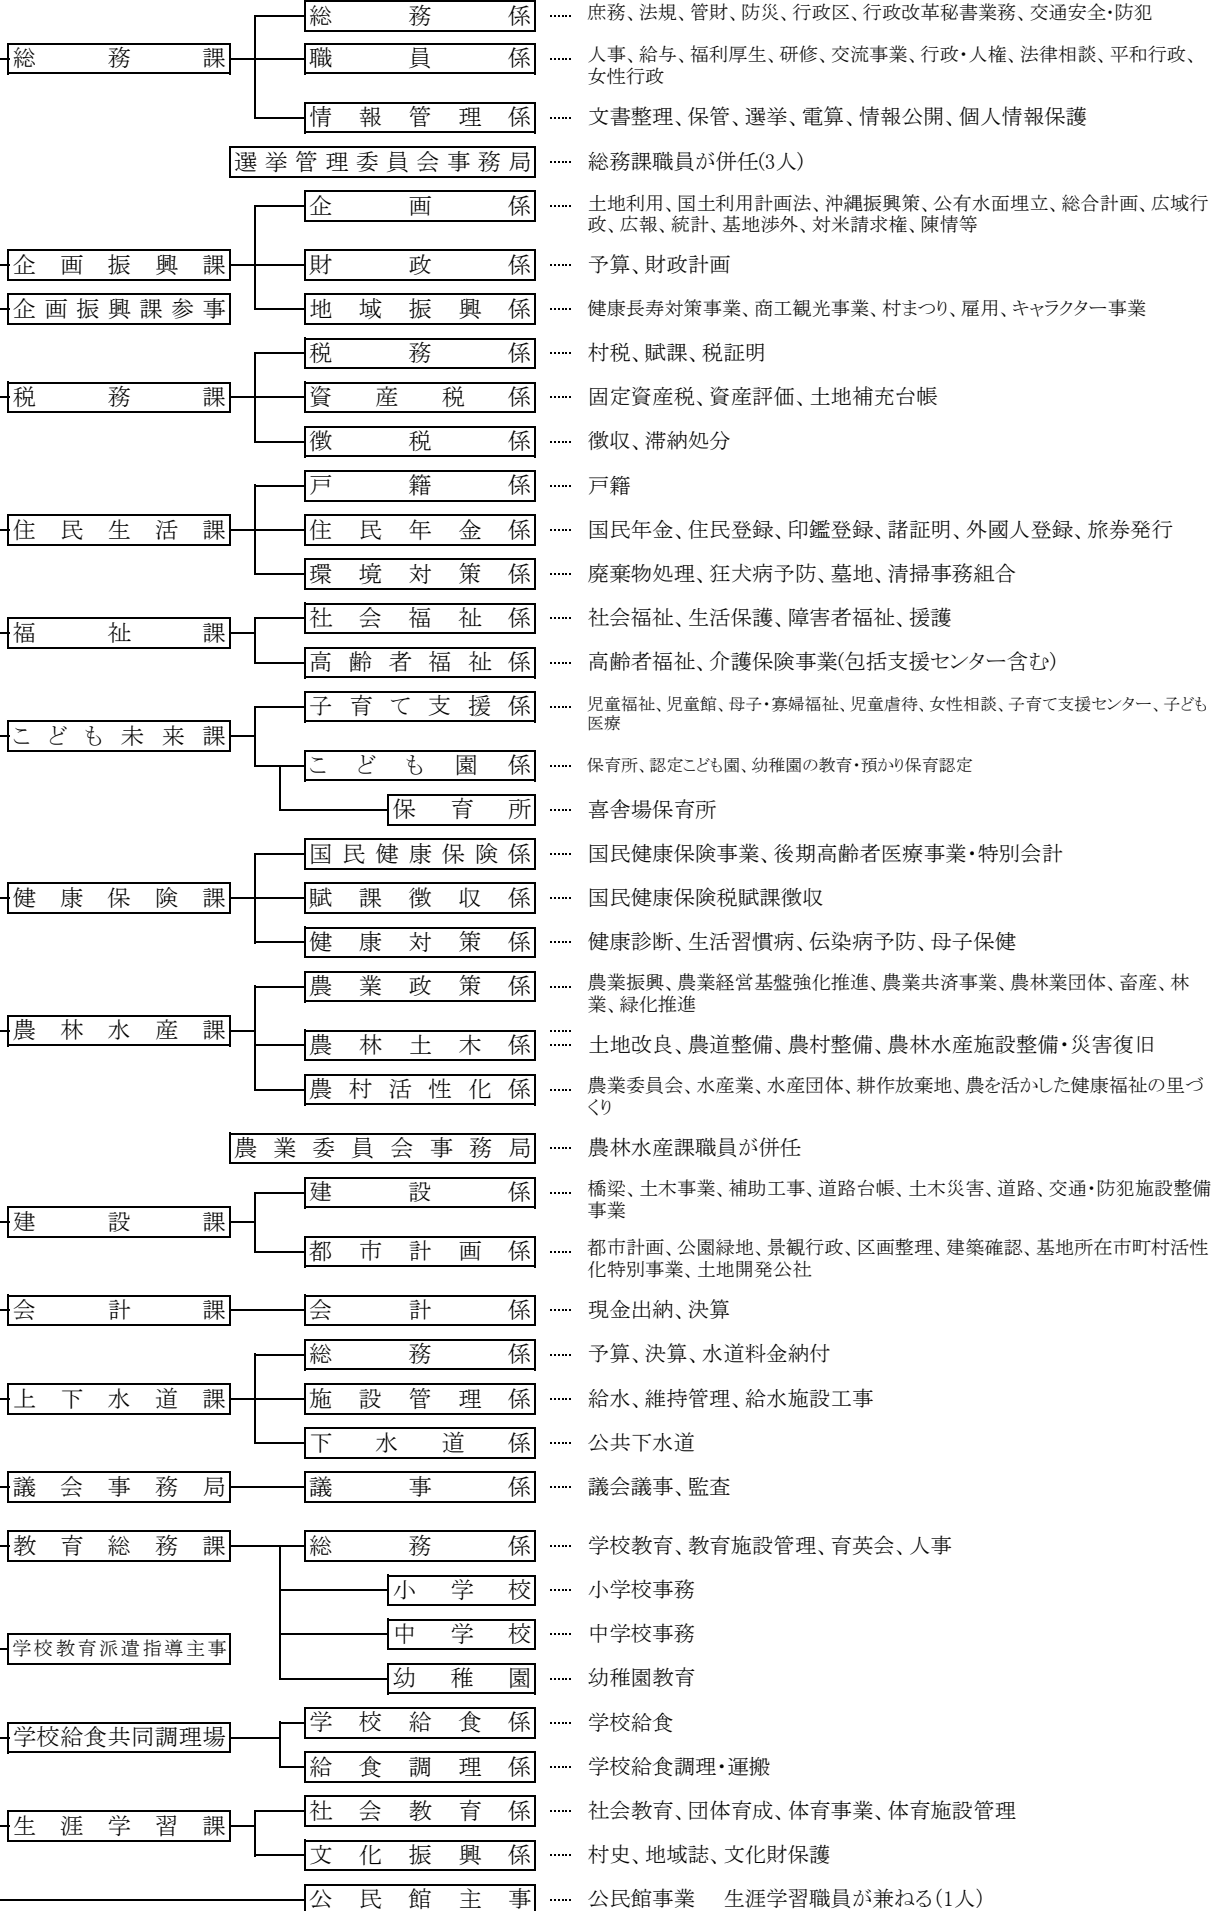 総務係 ‥‥ 庶務、法規、管財、防災、行政区、行政改革秘書業務、交通安全・防犯
総務課 職員係 ‥‥ 人事、給与、福利厚生、研修、交流事業、行政・人権、法律相談、平和行政、
女性行政
情報管理係 ‥‥ 文書整理、保管、選挙、電算、情報公開、個人情報保護
選挙管理委員会事務局 ‥‥ 総務課職員が併任(3人)
企画係 ‥‥ 土地利用、国土利用計画法、沖縄振興策、公有水面埋立、総合計画、広域行
政、広報、統計、基地渉外、対米請求権、陳情等
企画振興課 財政係 ‥‥ 予算、財政計画
企画振興課参事 地域振興係 ‥‥ 健康長寿対策事業、商工観光事業、村まつり、雇用、キャラクター事業
税務係 ‥‥ 村税、賦課、税証明
税務課 資産税係 ‥‥ 固定資産税、資産評価、土地補充台帳
徴税係 ‥‥ 徴収、滞納処分
戸籍係 ‥‥ 戸籍
住民生活課 住民年金係 ‥‥ 国民年金、住民登録、印鑑登録、諸証明、外國人登録、旅券発行
環境対策係 ‥‥ 廃棄物処理、狂犬病予防、墓地、清掃事務組合
社会福祉係 ‥‥ 社会福祉、生活保護、障害者福祉、援護
福祉課
高齢者福祉係 ‥‥ 高齢者福祉、介護保険事業(包括支援センター含む)
子育て支援係 ‥‥ 児童福祉、児童館、母子・寡婦福祉、児童虐待、女性相談、子育て支援センター、子ども
医療
こども未来課
こども園係 ‥‥ 保育所、認定こども園、幼稚園の教育・預かり保育認定
保育所 ‥‥ 喜舎場保育所
国民健康保険係 ‥‥ 国民健康保険事業、後期高齢者医療事業・特別会計
健康保険課 賦課徴収係 ‥‥ 国民健康保険税賦課徴収
健康対策係 ‥‥ 健康診断、生活習慣病、伝染病予防、母子保健
農業政策係 ‥‥ 農業振興、農業経営基盤強化推進、農業共済事業、農林業団体、畜産、林
業、緑化推進
農林水産課 ‥‥
農林土木係 ‥‥ 土地改良、農道整備、農村整備、農林水産施設整備・災害復旧
農村活性化係 ‥‥ 農業委員会、水産業、水産団体、耕作放棄地、農を活かした健康福祉の里づ
くり
農業委員会事務局 ‥‥ 農林水産課職員が併任
建設係 ‥‥ 橋梁、土木事業、補助工事、道路台帳、土木災害、道路、交通・防犯施設整備
事業
建設課
都市計画係 ‥‥ 都市計画、公園緑地、景観行政、区画整理、建築確認、基地所在市町村活性
化特別事業、土地開発公社
会計課 会計係 ‥‥ 現金出納、決算
総務係 ‥‥ 予算、決算、水道料金納付
上下水道課 施設管理係 ‥‥ 給水、維持管理、給水施設工事
下水道係 ‥‥ 公共下水道
議会事務局 議事係 ‥‥ 議会議事、監査
教育総務課 総務係 ‥‥ 学校教育、教育施設管理、育英会、人事
小学校 ‥‥ 小学校事務
中学校 ‥‥ 中学校事務
学校教育派遣指導主事
幼稚園 ‥‥ 幼稚園教育
学校給食係 ‥‥ 学校給食
学校給食共同調理場
給食調理係 ‥‥ 学校給食調理・運搬
社会教育係 ‥‥ 社会教育、団体育成、体育事業、体育施設管理
生涯学習課
文化振興係 ‥‥ 村史、地域誌、文化財保護
公民館主事 ‥‥ 公民館事業 生涯学習職員が兼ねる(1人)